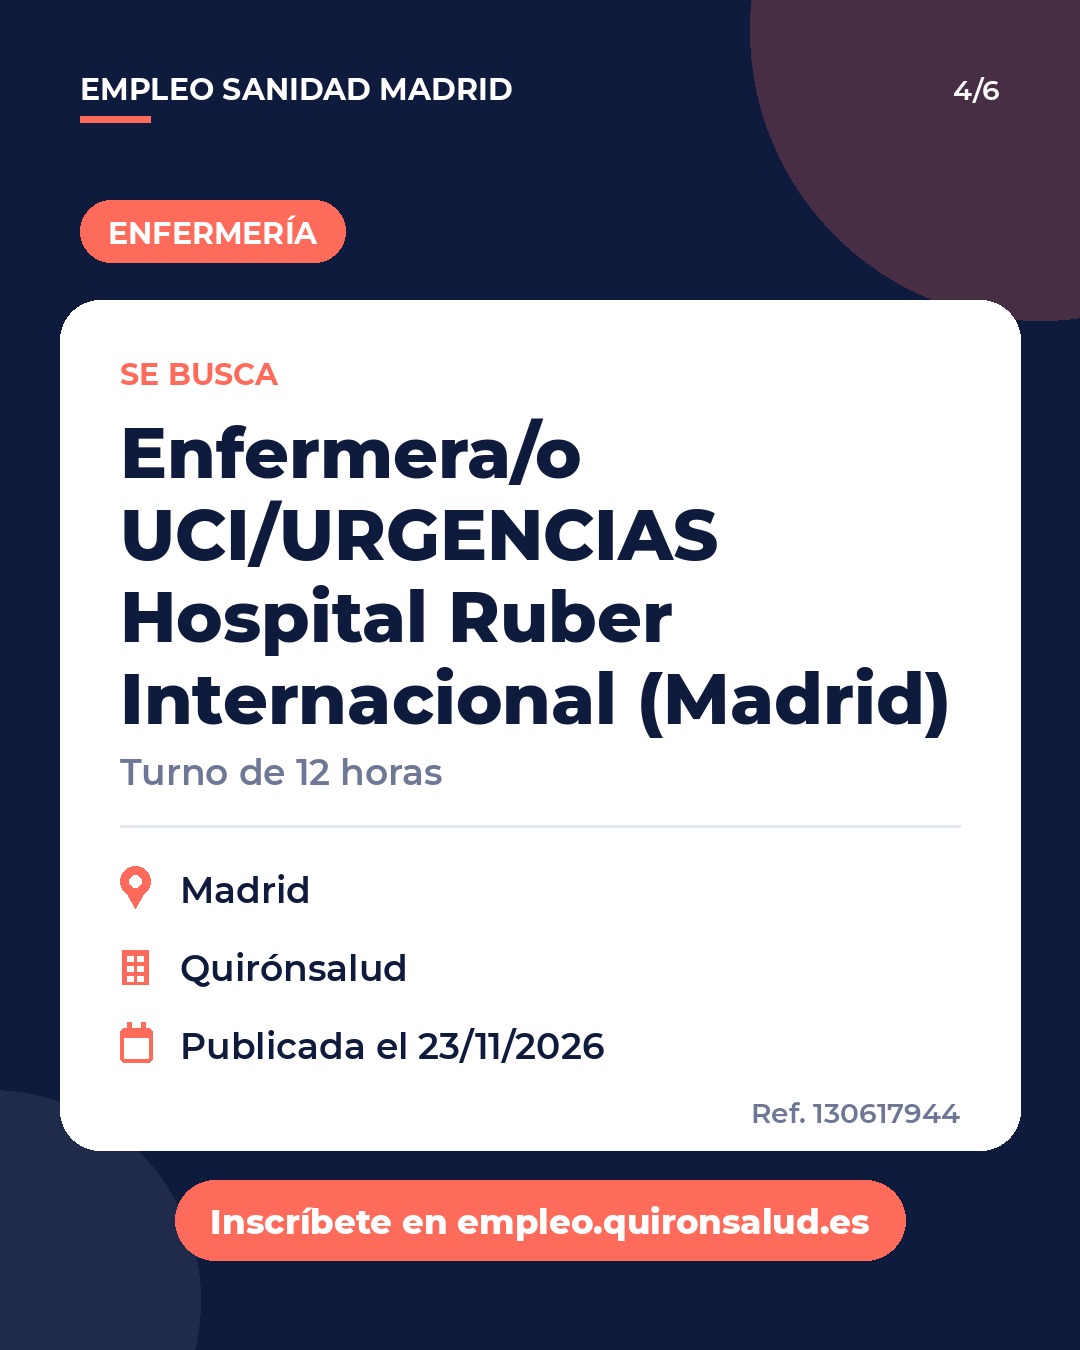 EMPLEO SANIDAD MADRID
4/6
ENFERMERÍA
SE BUSCA
Enfermera/o
UCI/URGENCIAS
Hospital Ruber
Internacional (Madrid)
Turno de 12 horas
Madrid
Quirónsalud
Publicada el 23/11/2026
Ref. 130617944
Inscríbete en empleo.quironsalud.es